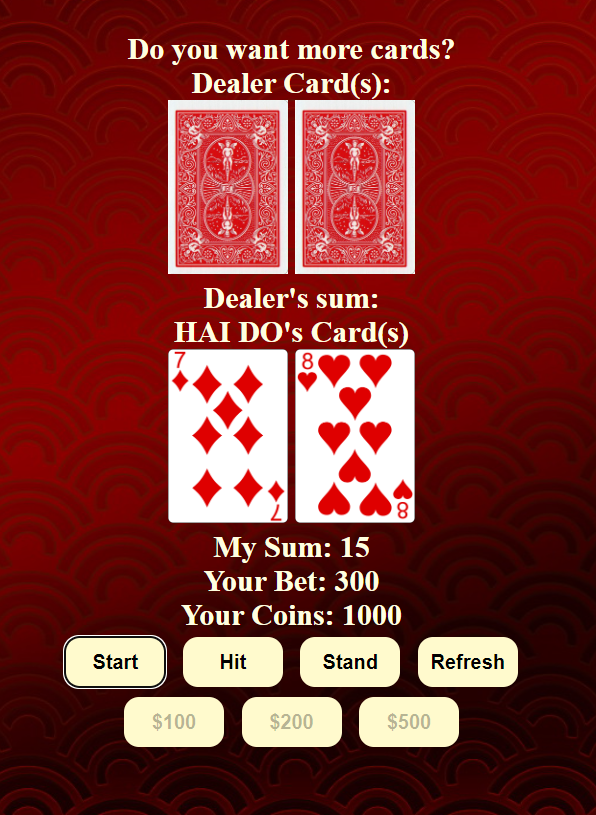 Do you want more cards?
Dealer Card(s):
Dealer's sum:
HAI DO's Card(s)
7 8
7 8
My Sum: 15
Your Bet: 300
Your Coins: 1000
Start Hit Stand Refresh
$100 $200 $500